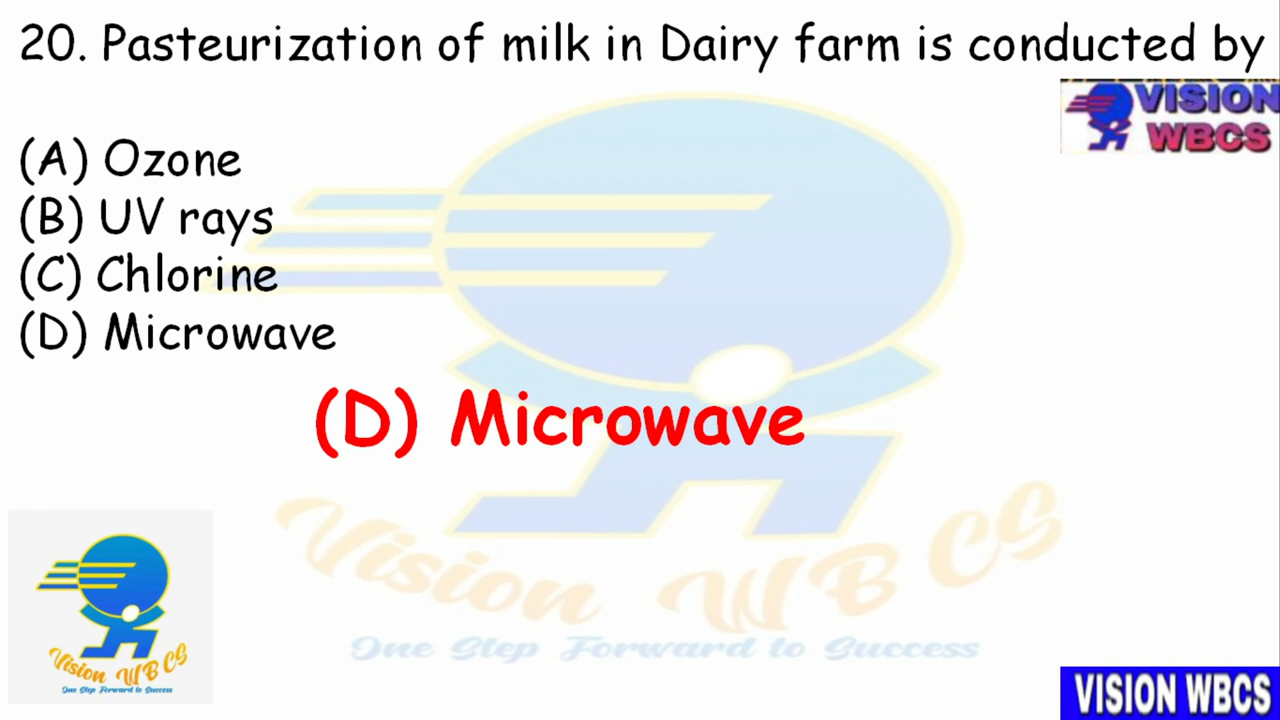 20. Pasteurization of milk in Dairy farm is conducted by
VISION
WBCS
(A) Ozone
(B) UV rays
(C) Chlorine
(D) Microwave
(D) Microwave
Vision WBCS
One Step Forward to Success
Vision WBCS
One Step Forward to Success
VISION WBCS